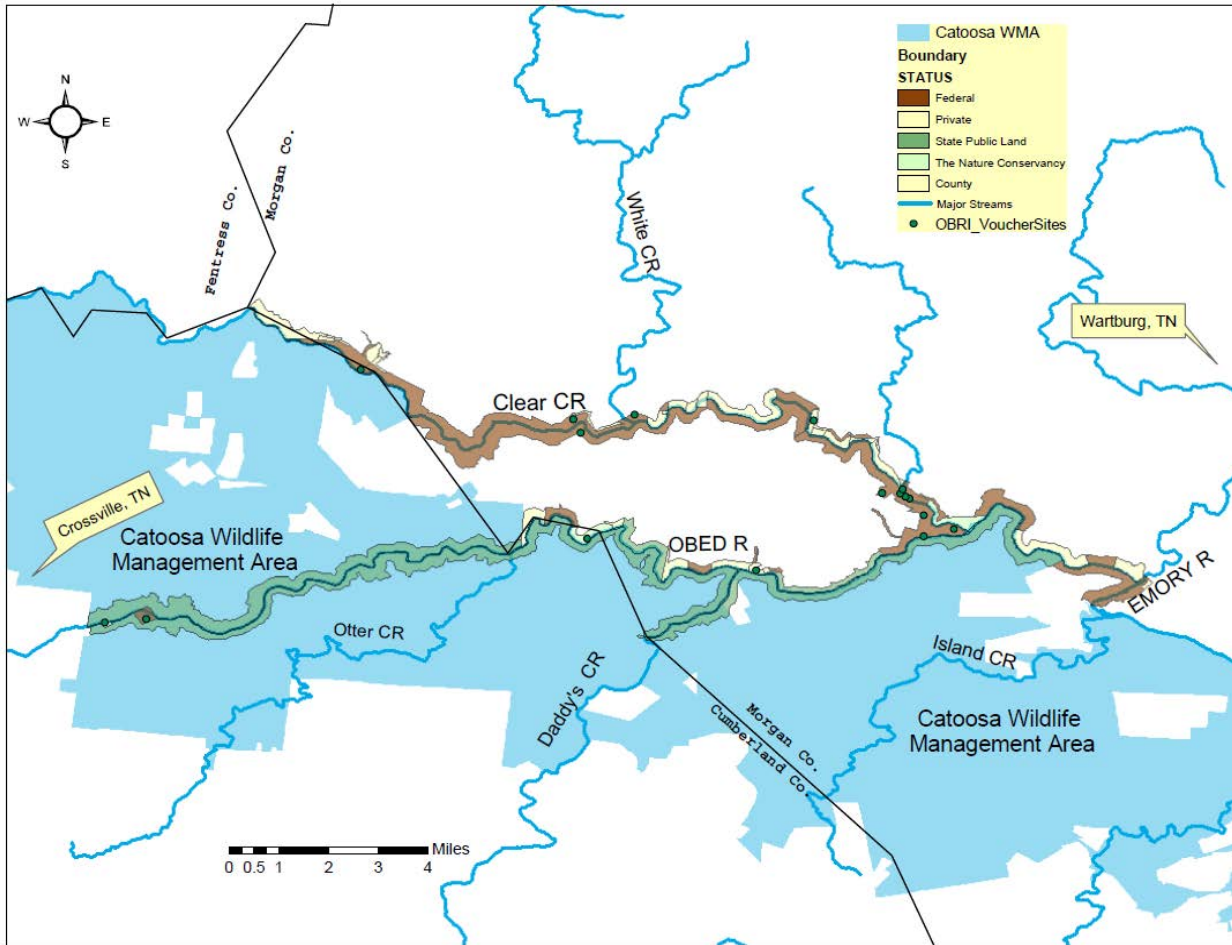 Catoosa WMA
Boundary
STATUS
Federal
Private
State Public Land
The Nature Conservancy
County
Major Streams
OBRI_VoucherSites
N
W E
S
Fentress Co.
Morgan Co.
White CR
Wartburg, TN
Clear CR
Crossville, TN
Catoosa Wildlife
Management Area
OBED R
EMORY R
Otter CR
Island CR
Daddy's CR
Morgan Co.
Cumberland Co.
Catoosa Wildlife
Management Area
Miles
0 0.5 1 2 3 4